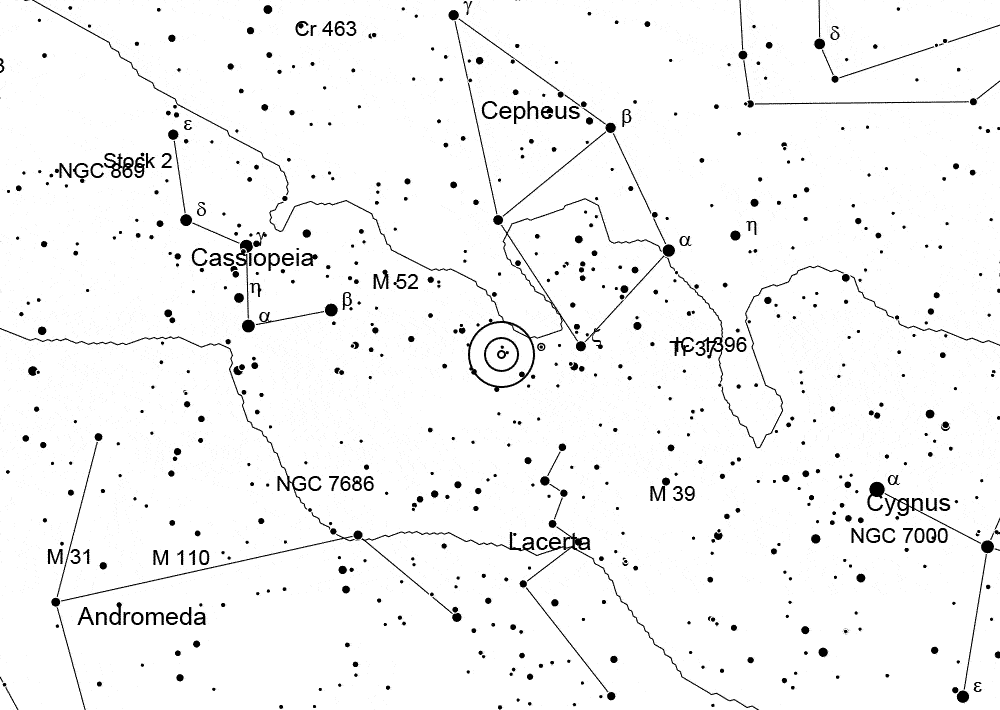 γ
Cr 463
δ
3
Cepheus
β
ε
Stock 2
NGC 869
δ
γ
η
α
Cassiopeia
M 52
η
β
α
ζ
Tr 37
IC 1396
NGC 7686
M 39
α
Cygnus
NGC 7000
Lacerta
M 31
M 110
Andromeda
ε